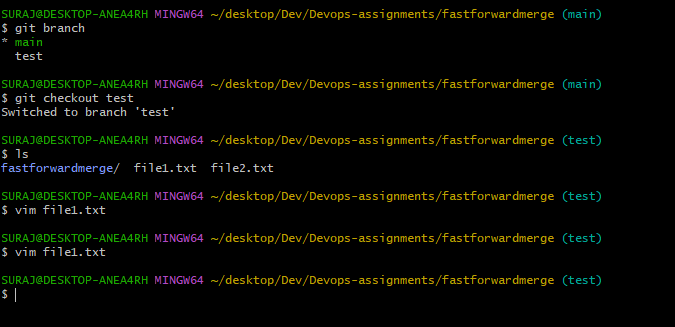 SURAJ@DESKTOP-ANEA4RH MINGW64 ~/desktop/Dev/Devops-assignments/fastforwardmerge (main)
$ git branch
* main
  test
SURAJ@DESKTOP-ANEA4RH MINGW64 ~/desktop/Dev/Devops-assignments/fastforwardmerge (main)
$ git checkout test
Switched to branch 'test'
SURAJ@DESKTOP-ANEA4RH MINGW64 ~/desktop/Dev/Devops-assignments/fastforwardmerge (test)
$ ls
fastforwardmerge/  file1.txt  file2.txt
SURAJ@DESKTOP-ANEA4RH MINGW64 ~/desktop/Dev/Devops-assignments/fastforwardmerge (test)
$ vim file1.txt
SURAJ@DESKTOP-ANEA4RH MINGW64 ~/desktop/Dev/Devops-assignments/fastforwardmerge (test)
$ vim file1.txt
SURAJ@DESKTOP-ANEA4RH MINGW64 ~/desktop/Dev/Devops-assignments/fastforwardmerge (test)
$